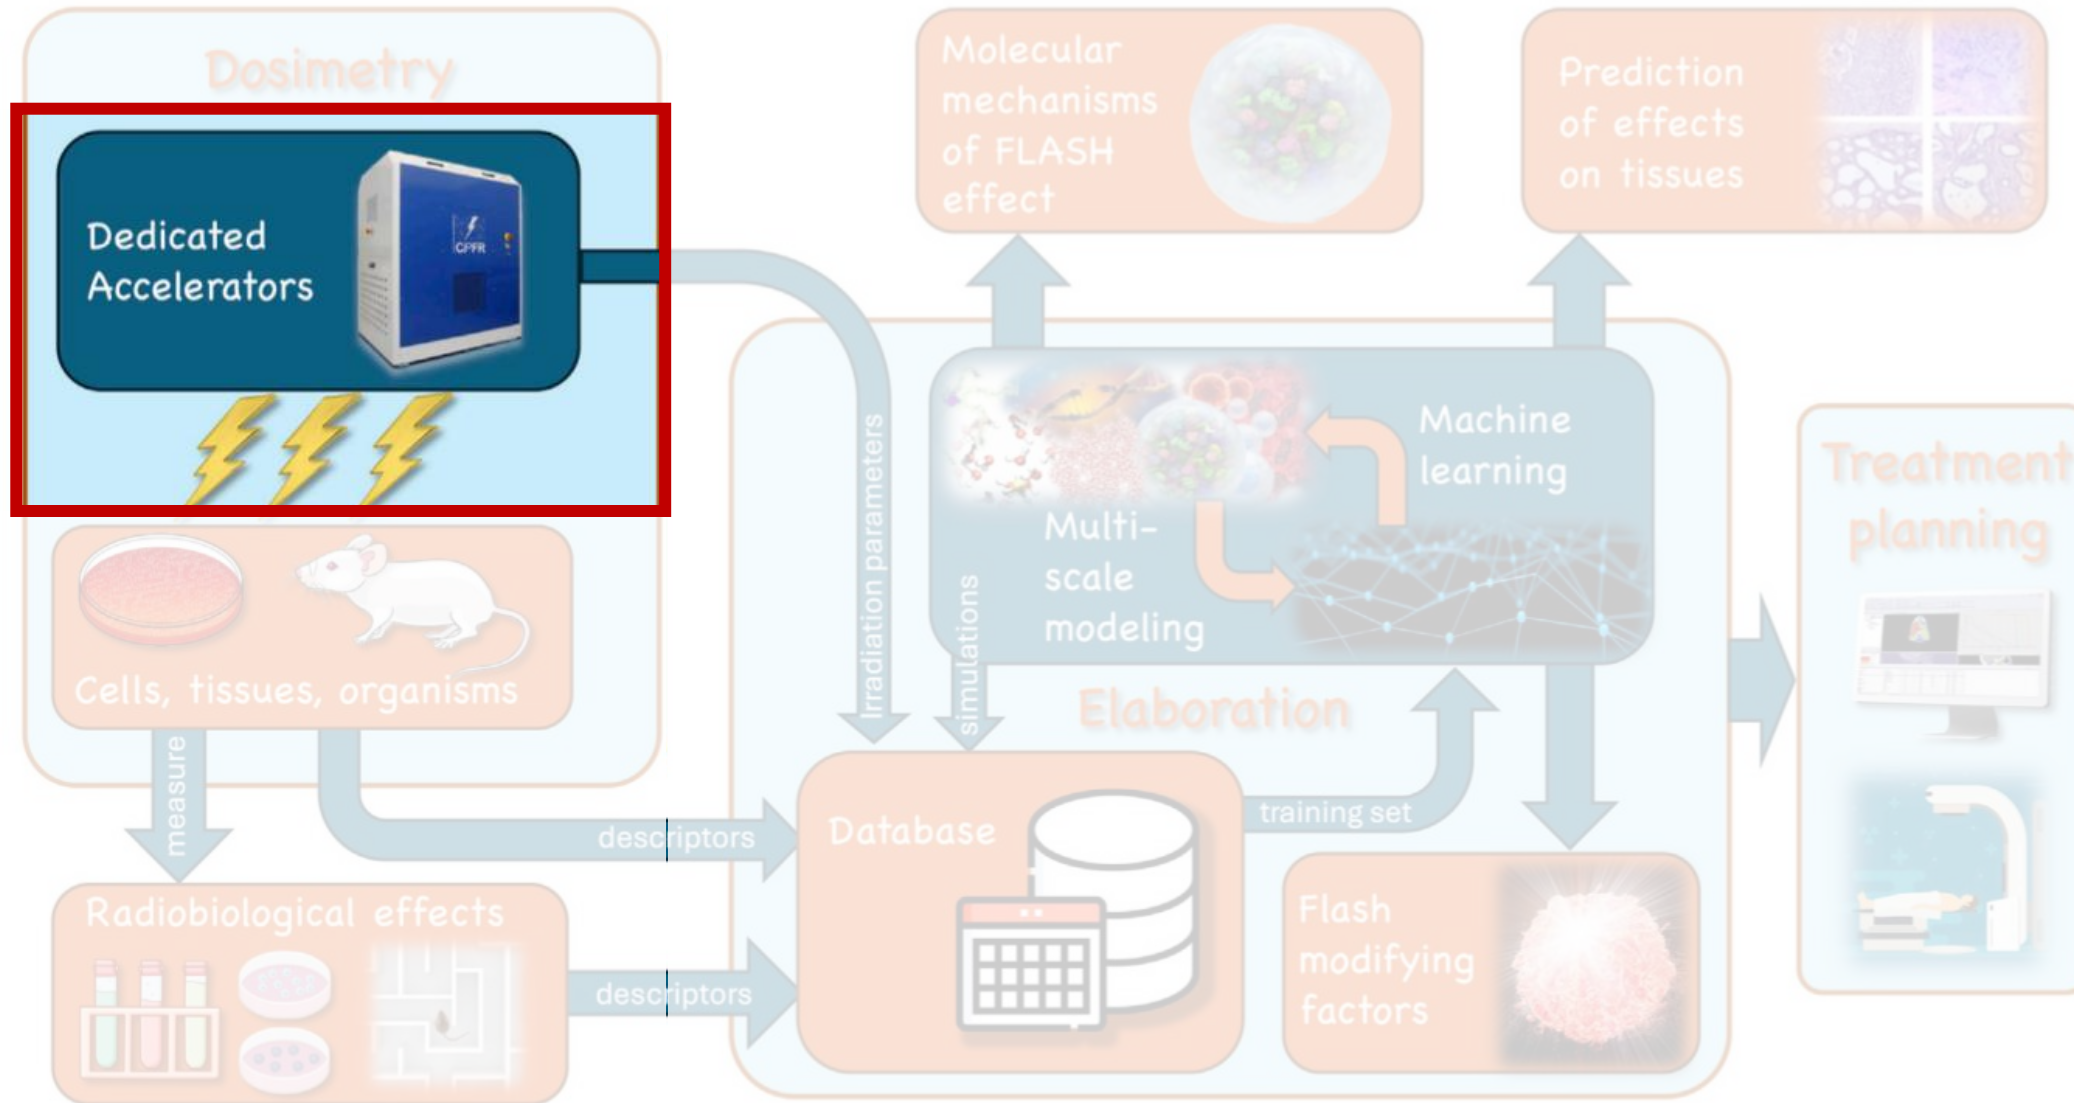 Dosimetry
Dedicated
Accelerators
CPFR
Cells, tissues, organisms
measure
descriptors
Radiobiological effects
descriptors
Molecular
mechanisms
of FLASH
effect
Prediction
of effects
on tissues
Irradiation parameters
simulations
Machine
learning
Multi-
scale
modeling
Elaboration
Database
training set
Flash
modifying
factors
Treatment
planning